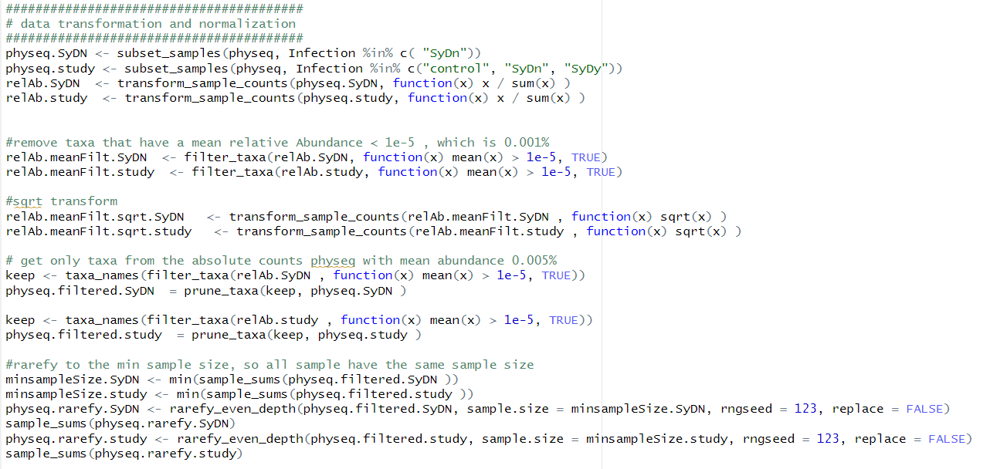 ########################################
# data transformation and normalization
########################################
physeq.SyDN <- subset_samples(physeq, Infection %in% c( "SyDn"))
physeq.study <- subset_samples(physeq, Infection %in% c("control", "SyDn", "SyDy"))
relAb.SyDN  <- transform_sample_counts(physeq.SyDN, function(x) x / sum(x) )
relAb.study  <- transform_sample_counts(physeq.study, function(x) x / sum(x) )
#remove taxa that have a mean relative Abundance < 1e-5 , which is 0.001%
relAb.meanFilt.SyDN  <- filter_taxa(relAb.SyDN, function(x) mean(x) > 1e-5, TRUE)
relAb.meanFilt.study  <- filter_taxa(relAb.study, function(x) mean(x) > 1e-5, TRUE)
#sqrt transform
relAb.meanFilt.sqrt.SyDN   <- transform_sample_counts(relAb.meanFilt.SyDN , function(x) sqrt(x) )
relAb.meanFilt.sqrt.study   <- transform_sample_counts(relAb.meanFilt.study , function(x) sqrt(x) )
# get only taxa from the absolute counts physeq with mean abundance 0.005%
keep <- taxa_names(filter_taxa(relAb.SyDN , function(x) mean(x) > 1e-5, TRUE))
physeq.filtered.SyDN  = prune_taxa(keep, physeq.SyDN )
keep <- taxa_names(filter_taxa(relAb.study , function(x) mean(x) > 1e-5, TRUE))
physeq.filtered.study  = prune_taxa(keep, physeq.study )
#rarefy to the min sample size, so all sample have the same sample size
minsampleSize.SyDN <- min(sample_sums(physeq.filtered.SyDN ))
minsampleSize.study <- min(sample_sums(physeq.filtered.study ))
physeq.rarefy.SyDN <- rarefy_even_depth(physeq.filtered.SyDN, sample.size = minsampleSize.SyDN, rngseed = 123, replace = FALSE)
sample_sums(physeq.rarefy.SyDN)
physeq.rarefy.study <- rarefy_even_depth(physeq.filtered.study, sample.size = minsampleSize.study, rngseed = 123, replace = FALSE)
sample_sums(physeq.rarefy.study)